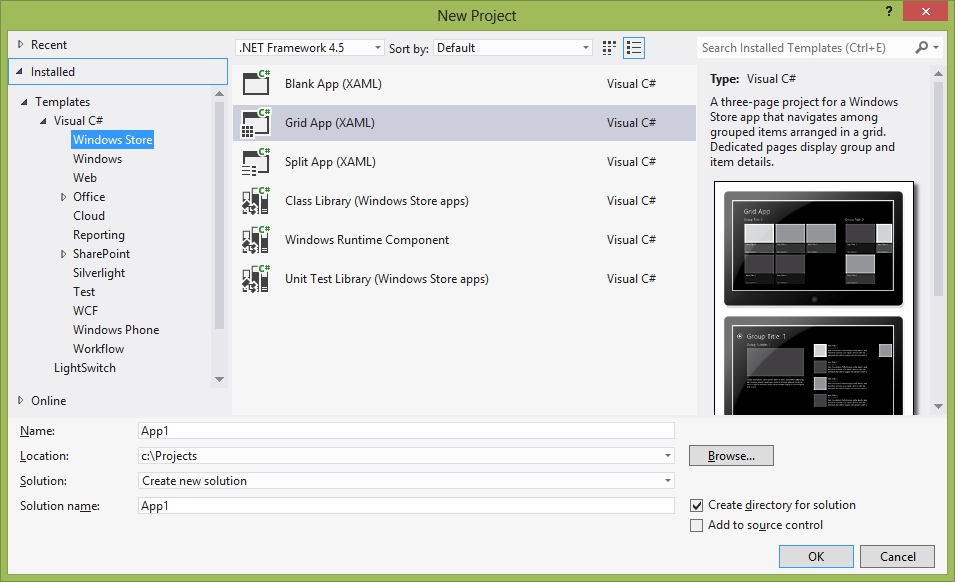 New Project
?
Recent
Installed
Templates
Visual C#
Windows Store
Windows
Web
Office
Cloud
Reporting
SharePoint
Silverlight
Test
WCF
Windows Phone
Workflow
LightSwitch
Online
.NET Framework 4.5
Sort by: Default
C# Blank App (XAML) Visual C#
C# Grid App (XAML) Visual C#
C# Split App (XAML) Visual C#
C# Class Library (Windows Store apps) Visual C#
C# Windows Runtime Component Visual C#
C# Unit Test Library (Windows Store apps) Visual C#
Search Installed Templates (Ctrl+E)
Type: Visual C#
A three-page project for a Windows
Store app that navigates among
grouped items arranged in a grid.
Dedicated pages display group and
item details.
Grid App
Group Title: 1
Name: App1
Location: c:\Projects
Browse...
Solution: Create new solution
Solution name: App1
Create directory for solution
Add to source control
OK
Cancel